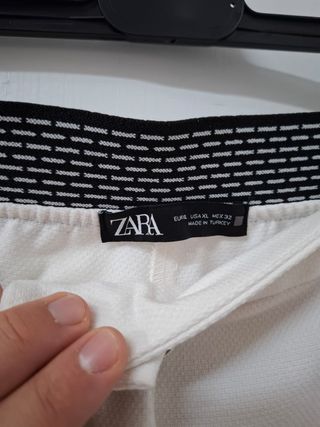 ZARA
EUR L USA XL MEX 32
MADE IN TURKEY